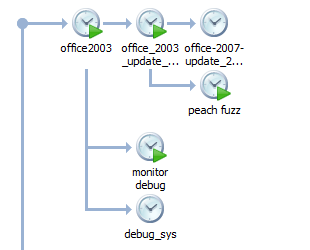 office2003
office_2003
_update_...
office-2007-
update_2...
peach fuzz
monitor
debug
debug_sys